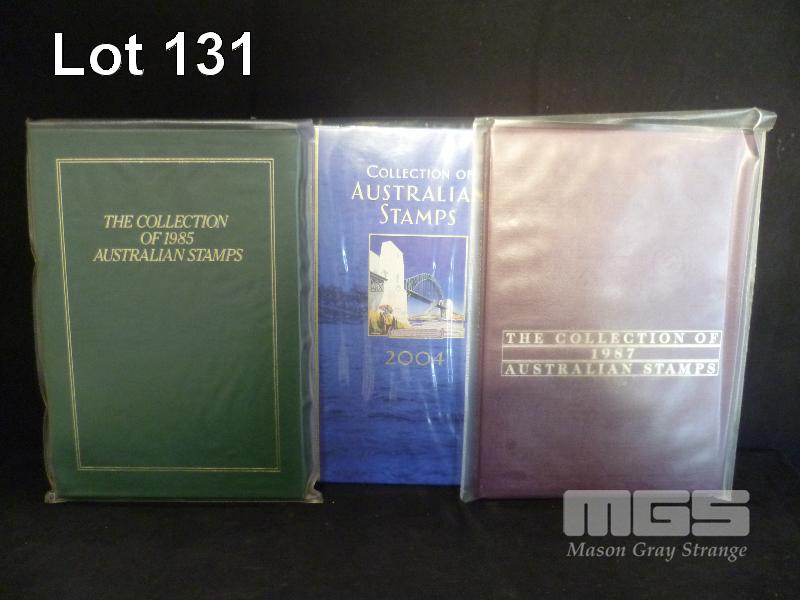 Lot 131
THE COLLECTION
OF 1985
AUSTRALIAN STAMPS
COLLECTION OF
AUSTRALIAN
STAMPS
2004
THE COLLECTION OF
1987
AUSTRALIAN STAMPS
MGS
Mason Gray Strange